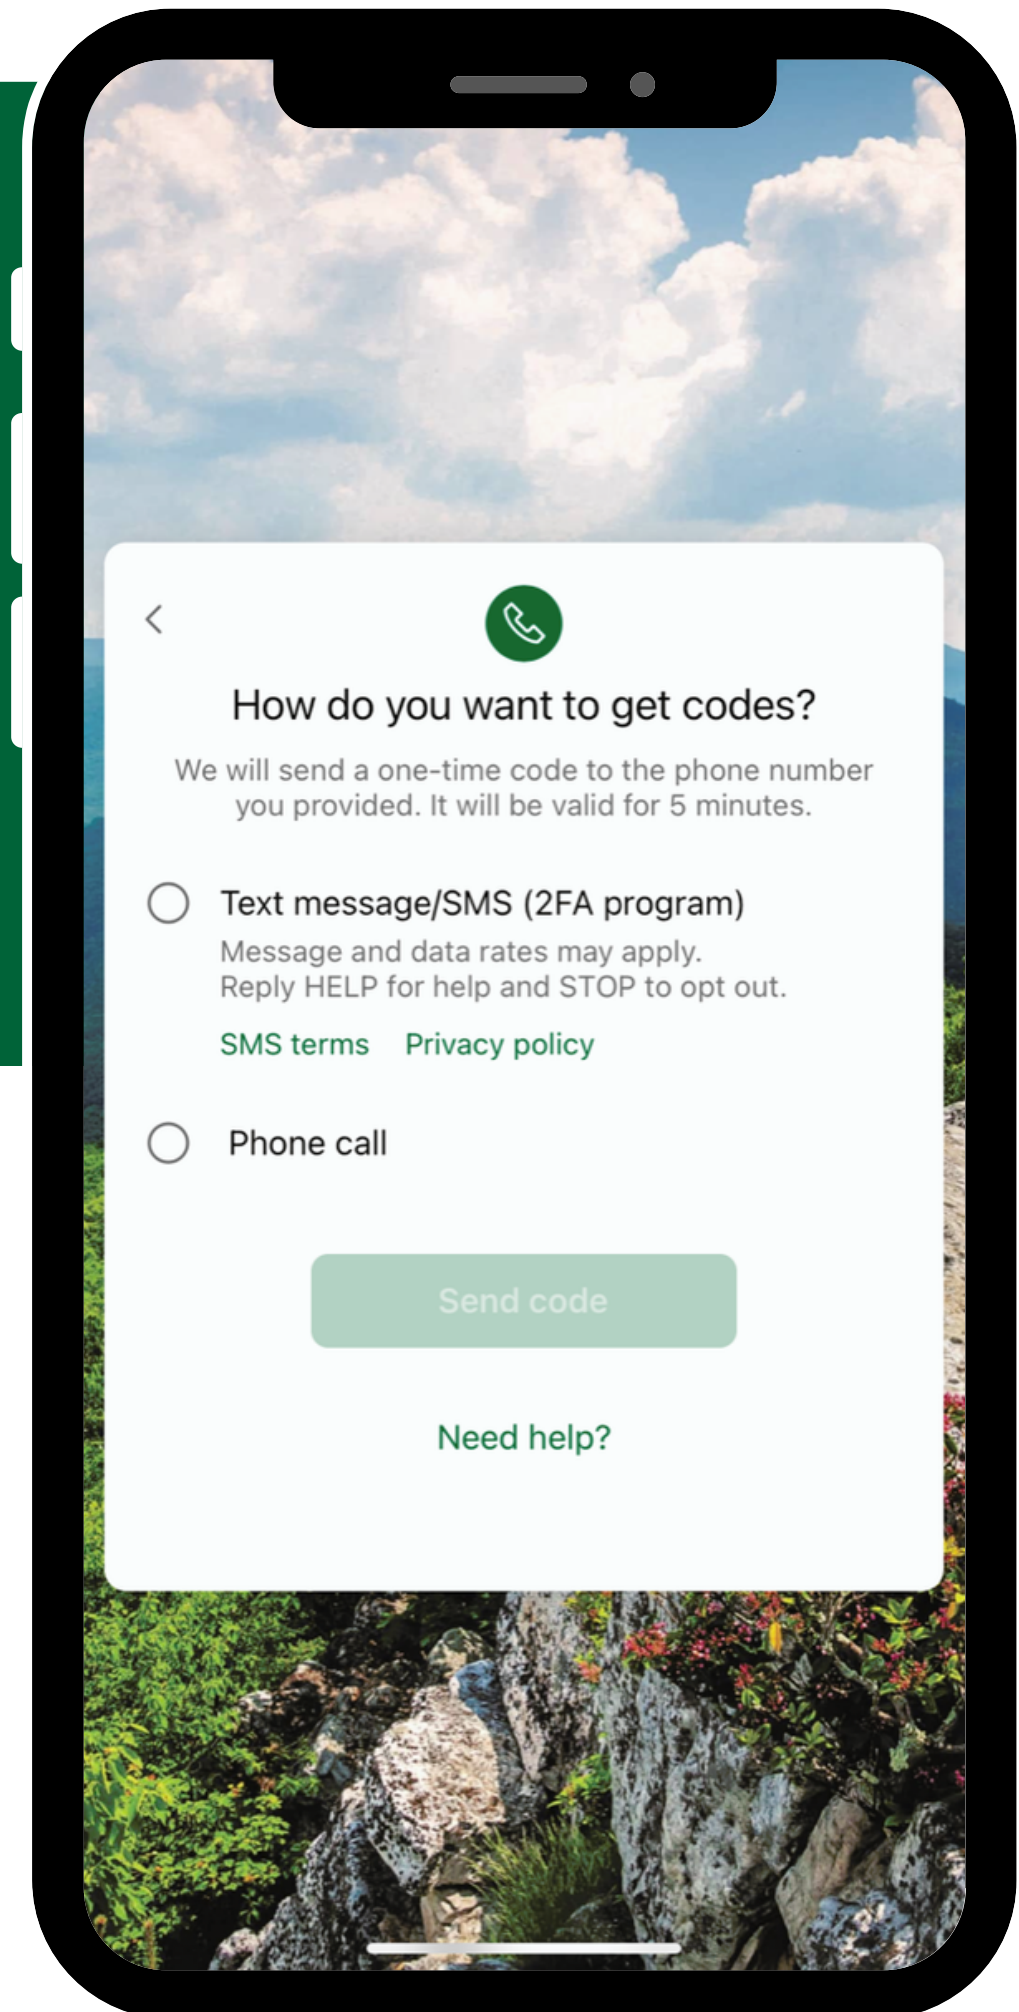 How do you want to get codes?
We will send a one-time code to the phone number
you provided. It will be valid for 5 minutes.
Text message/SMS (2FA program)
Message and data rates may apply.
Reply HELP for help and STOP to opt out.
SMS terms Privacy policy
Phone call
Send code
Need help?